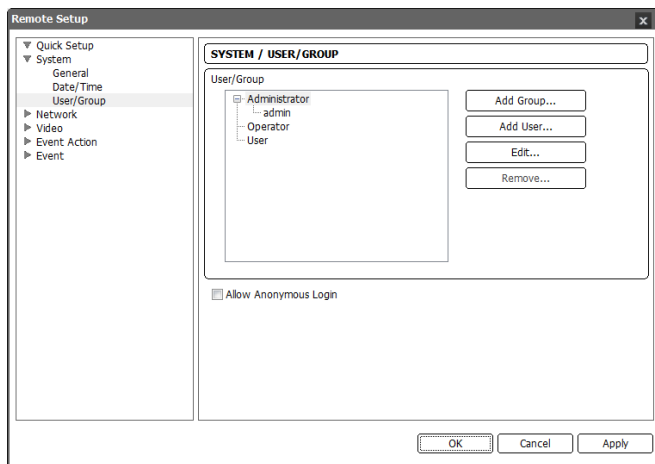 Remote Setup
x
Quick Setup
System
General
Date/Time
User/Group
Network
Video
Event Action
Event
SYSTEM / USER/GROUP
User/Group
Administrator
admin
Operator
User
Add Group...
Add User...
Edit...
Remove...
Allow Anonymous Login
OK
Cancel
Apply